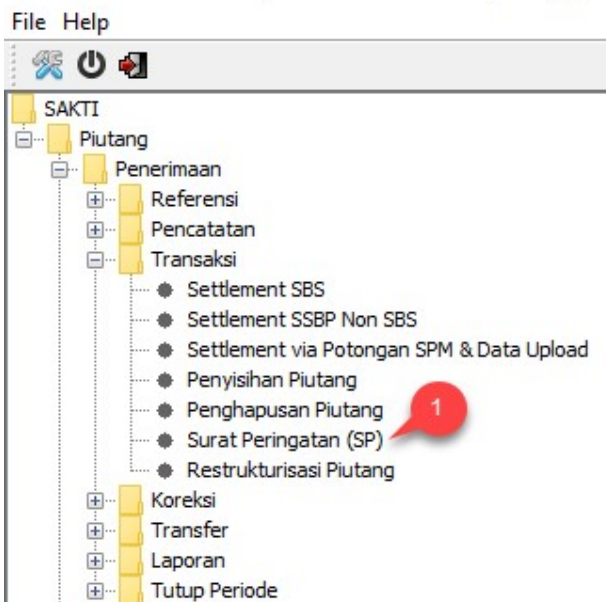 File Help
SAKTI
Piutang
Penerimaan
Referensi
Pencatatan
Transaksi
Settlement SBS
Settlement SSBP Non SBS
Settlement via Potongan SPM & Data Upload
Penyisihan Piutang
Penghapusan Piutang
1
Surat Peringatan (SP)
Restrukturisasi Piutang
Koreksi
Transfer
Laporan
Tutup Periode